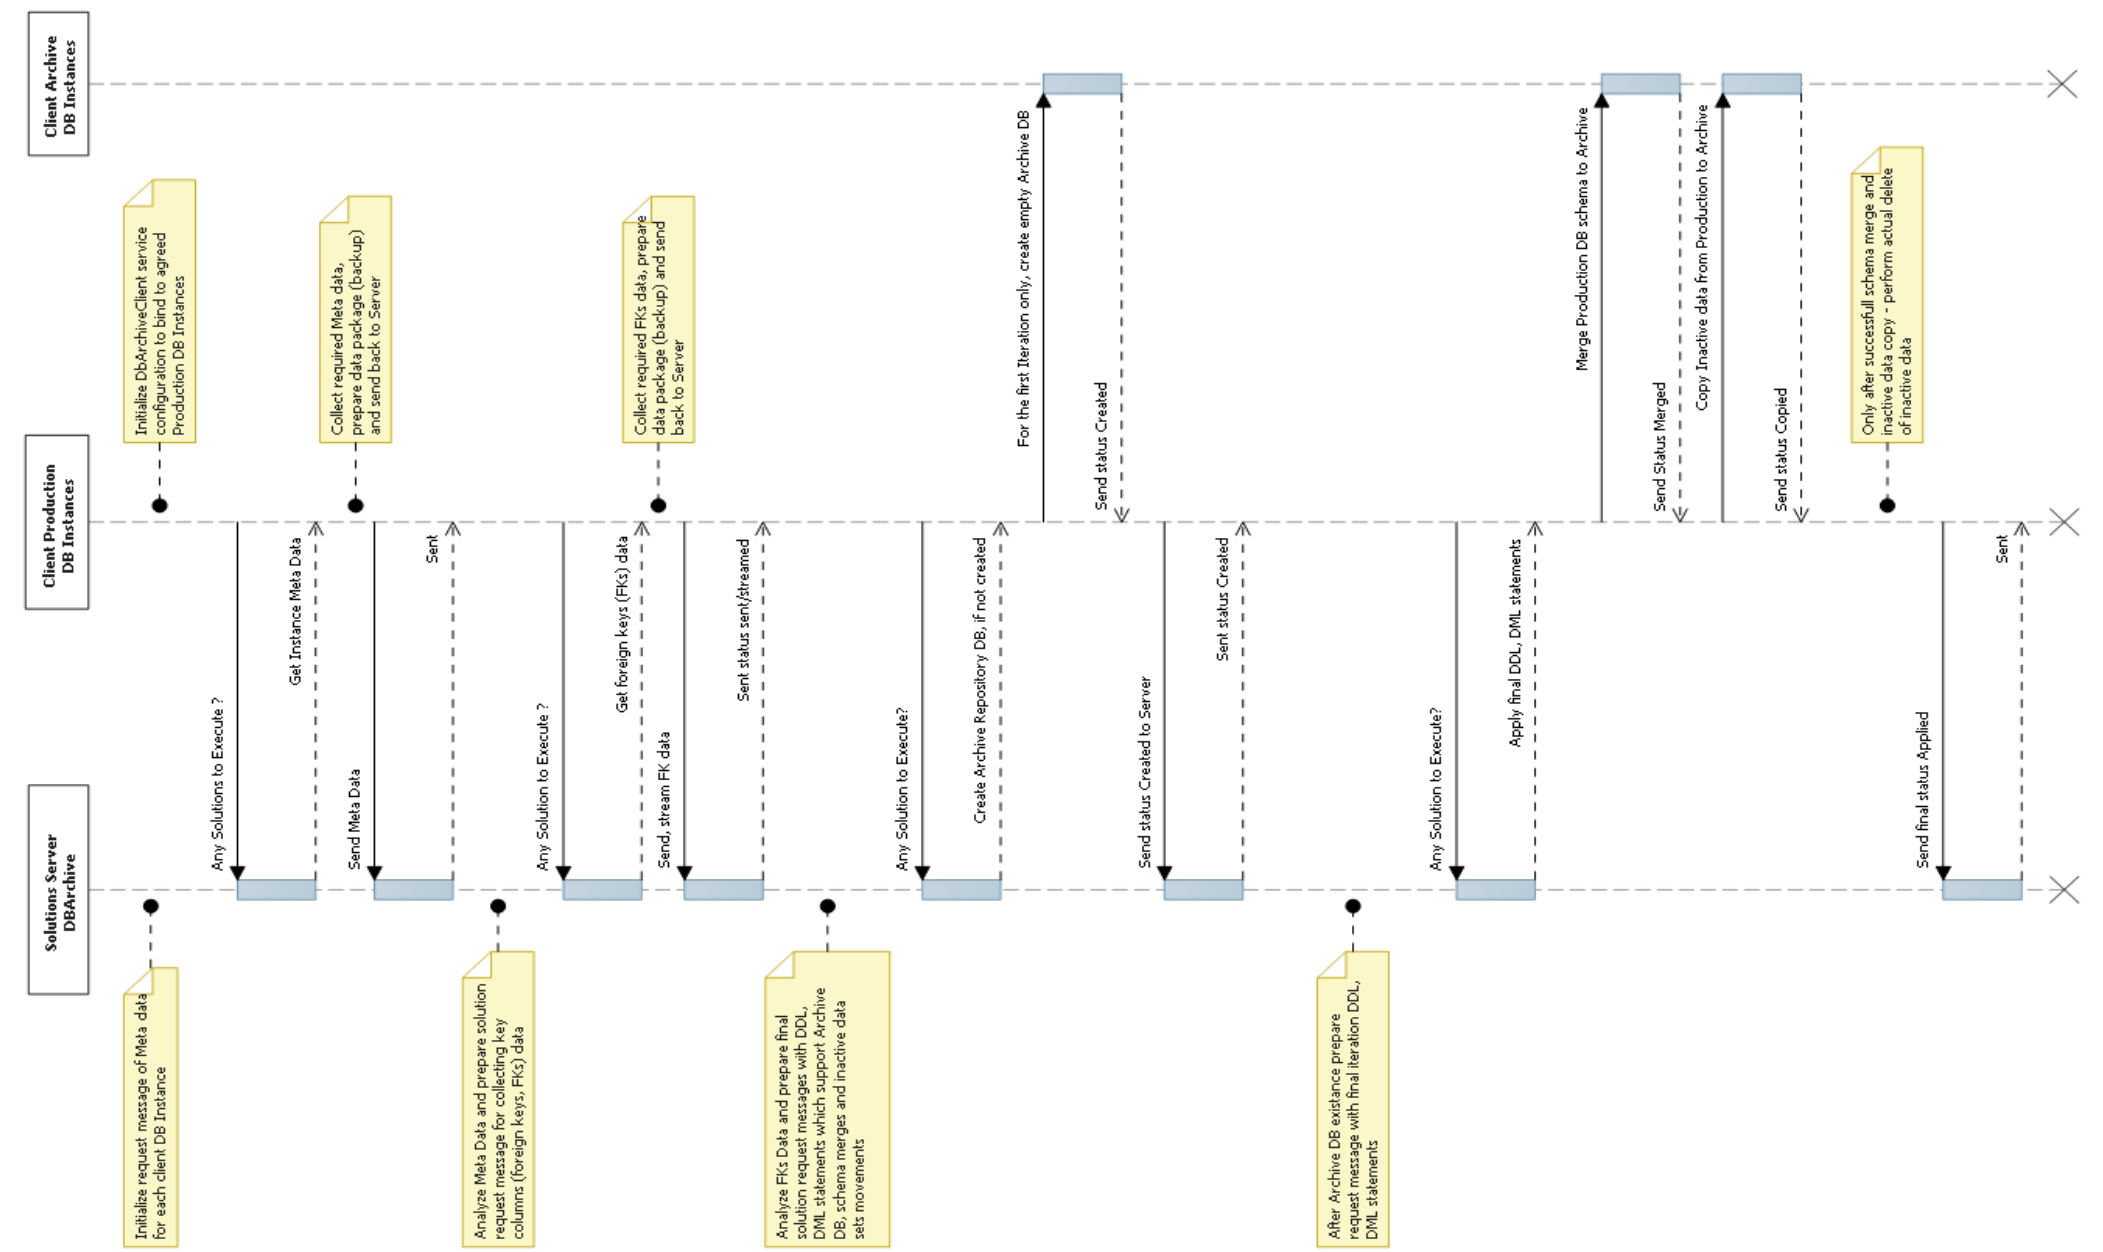 Solutions Server
DBArchive
Client Production
DB Instances
Client Archive
DB Instances
Initialize request message of Meta data
for each client DB Instance
Initialize DbArchiveClient service
configuration to bind to agreed
Production DB Instances
Any Solutions to Execute ?
Get Instance Meta Data
Collect required Meta data,
prepare data package (backup)
and send back to Server
Send Meta Data
Sent
Analyze Meta Data and prepare solution
request message for collecting key
columns (foreign keys, FKs) data
Any Solution to Execute ?
Get foreign keys (FKs) data
Collect required FKs data, prepare
data package (backup) and send
back to Server
Send, stream FK data
Sent status sent/streamed
Analyze FKs Data and prepare final
solution request messages with DDL,
DML statements which support Archive
DB, schema merges and inactive data
sets movements
Any Solution to Execute?
Create Archive Repository DB, if not created
For the first Iteration only, create empty Archive DB
Send status Created
Send status Created to Server
Sent status Created
After Archive DB existance prepare
request message with final iteration DDL,
DML statements
Any Solution to Execute?
Apply final DDL, DML statements
Merge Production DB schema to Archive
Send Status Merged
Copy Inactive data from Production to Archive
Send status Copied
Only after successfull schema merge and
inactive data copy - perform actual delete
of inactive data
Send final status Applied
Sent